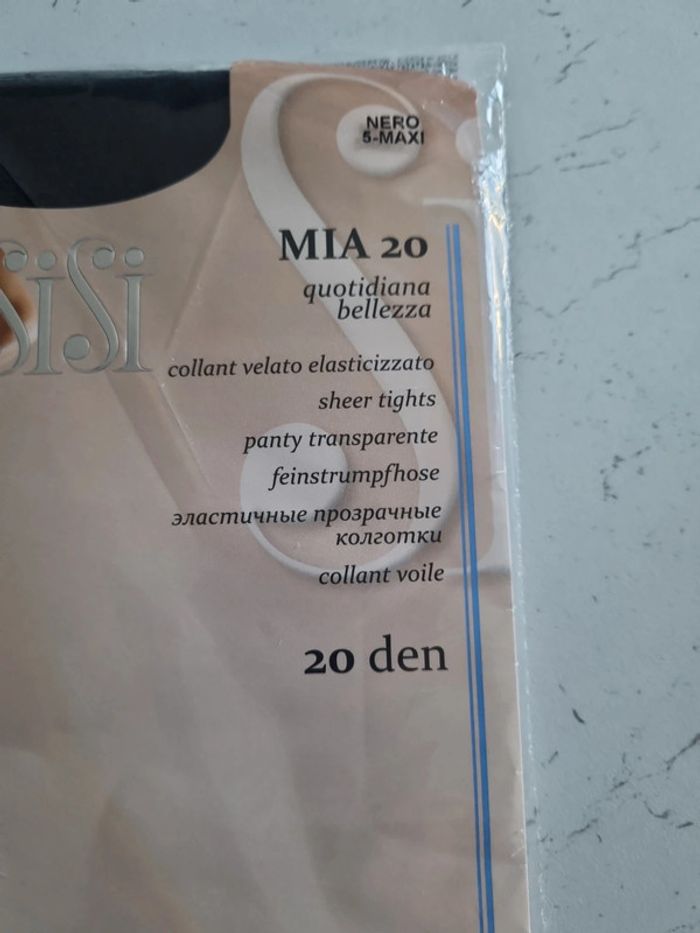 NERO
5-MAXI
MIA 20
quotidiana
bellezza
SiSi
collant velato elasticizzato
sheer tights
panty transparente
feinstrumpfhose
эластичные прозрачные
колготки
collant voile
20 den